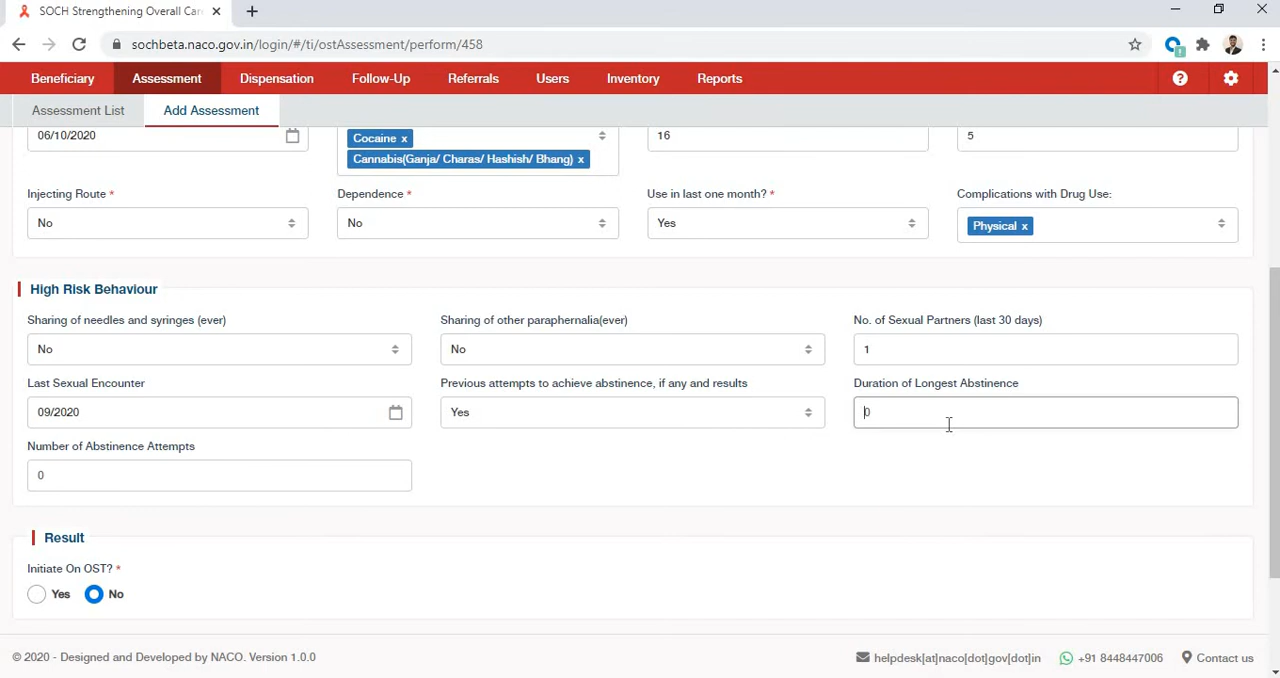 SOCH Strengthening Overall Car
sochbeta.naco.gov.in/login/#/ti/ostAssessment/perform/458
Beneficiary Assessment Dispensation Follow-Up Referrals Users Inventory Reports
Assessment List Add Assessment
06/10/2020 Cocaine x 16 5
Cannabis(Ganja/ Charas/ Hashish/ Bhang) x
Injecting Route * Dependence * Use in last one month? * Complications with Drug Use:
No No Yes Physical x
High Risk Behaviour
Sharing of needles and syringes (ever) Sharing of other paraphernalia(ever) No. of Sexual Partners (last 30 days)
No No 1
Last Sexual Encounter Previous attempts to achieve abstinence, if any and results Duration of Longest Abstinence
09/2020 Yes 0
Number of Abstinence Attempts
0
Result
Initiate On OST? *
Yes No
© 2020 - Designed and Developed by NACO. Version 1.0.0 helpdesk[at]naco[dot]gov[dot]in +91 8448447006 Contact us